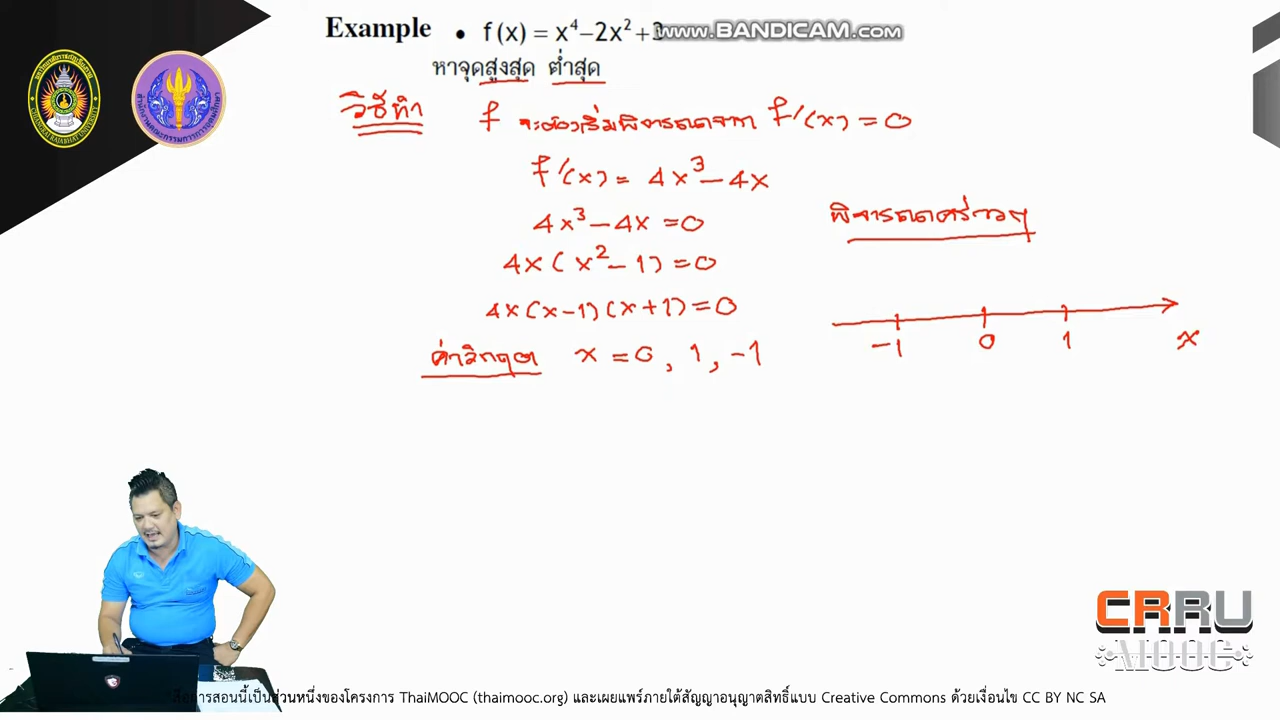 Example • f (x) = x⁴–2x²+3
www.BANDICAM.com
หาจุดสูงสุด ต่ำสุด
วิธีทำ f จะต้องเริ่มพิจารณาจาก f′(x) = 0
f′(x) = 4x³ – 4x
4x³ – 4x = 0
4x(x² – 1) = 0
4x(x–1)(x+1) = 0
ค่าวิกฤต x = 0, 1, –1
พิจารณาคร่าวๆ
–1 0 1 x
CRRU
MOOC
สื่อการสอนนี้เป็นส่วนหนึ่งของโครงการ ThaiMOOC (thaimooc.org) และเผยแพร่ภายใต้สัญญาอนุญาตสิทธิ์แบบ Creative Commons ด้วยเงื่อนไข CC BY NC SA